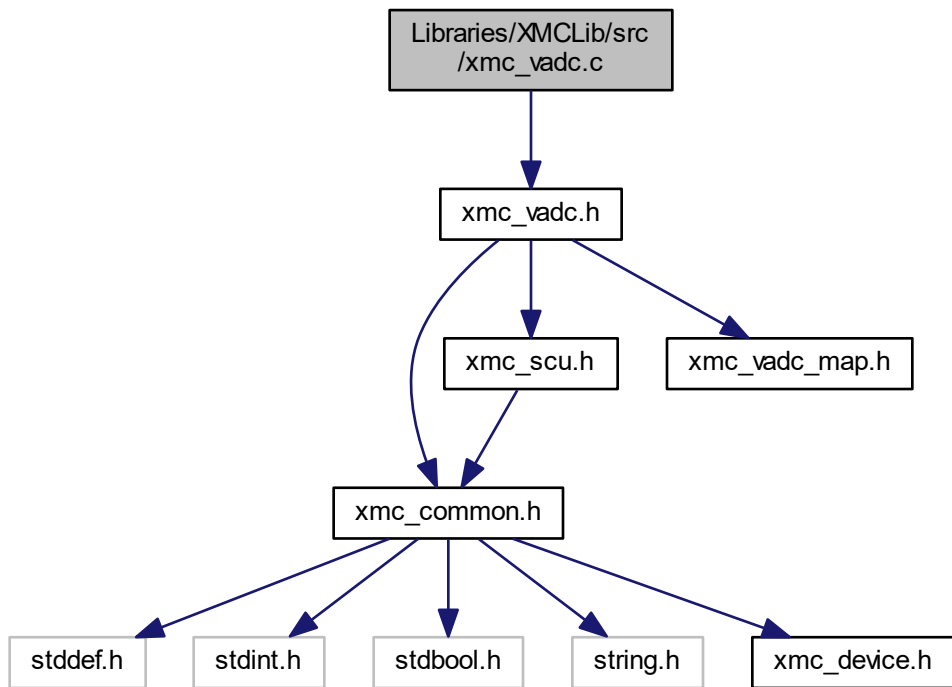 Libraries/XMCLib/src
/xmc_vadc.c
xmc_vadc.h
xmc_scu.h
xmc_vadc_map.h
xmc_common.h
stddef.h
stdint.h
stdbool.h
string.h
xmc_device.h